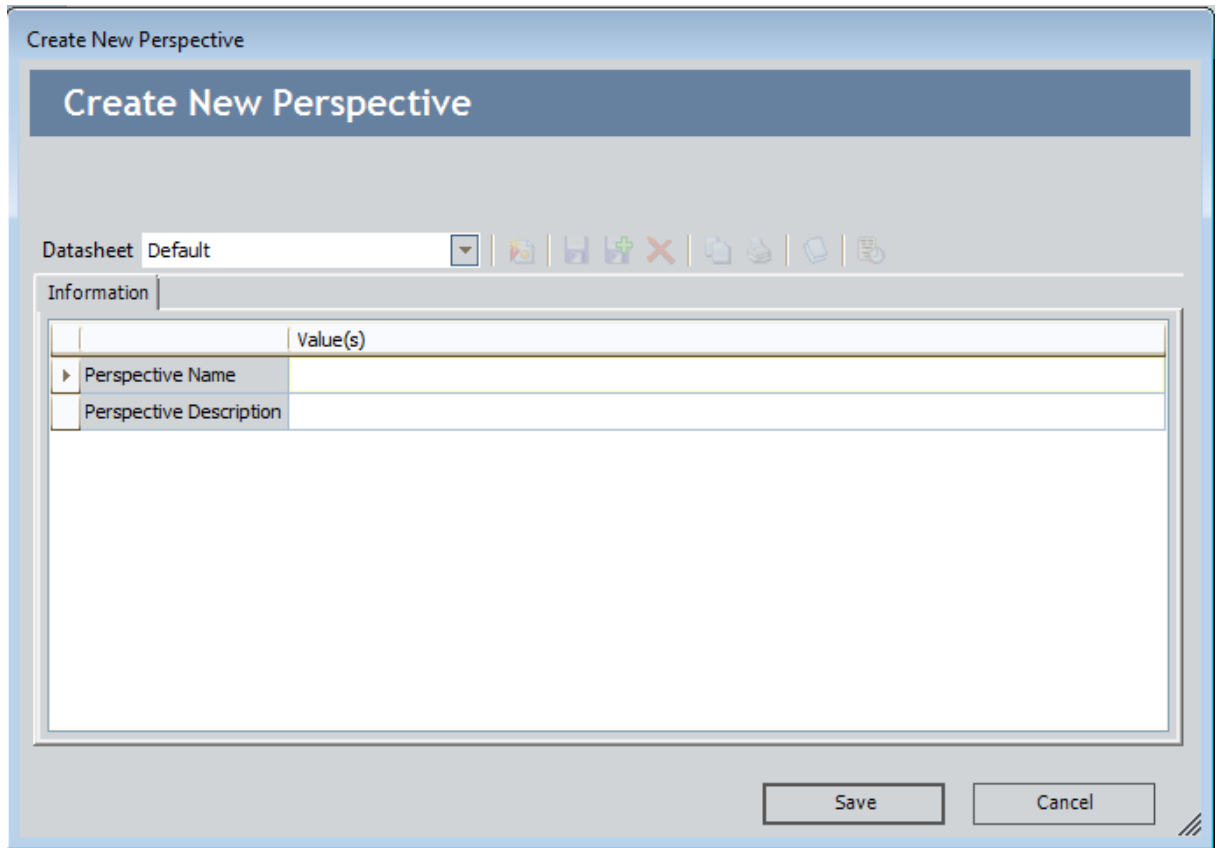 Create New Perspective
Create New Perspective
Datasheet Default
Information
Value(s)
Perspective Name
Perspective Description
Save Cancel